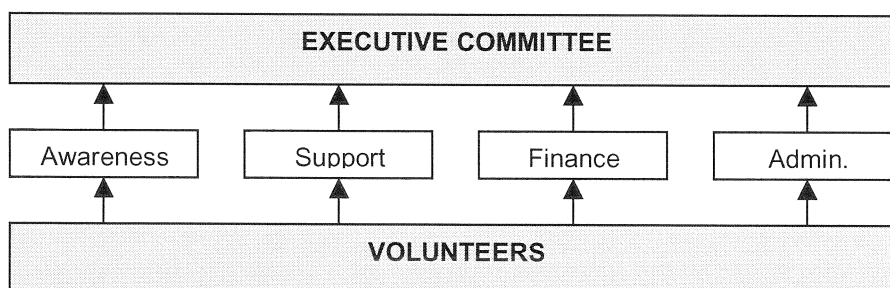 EXECUTIVE COMMITTEE
Awareness Support Finance Admin.
VOLUNTEERS